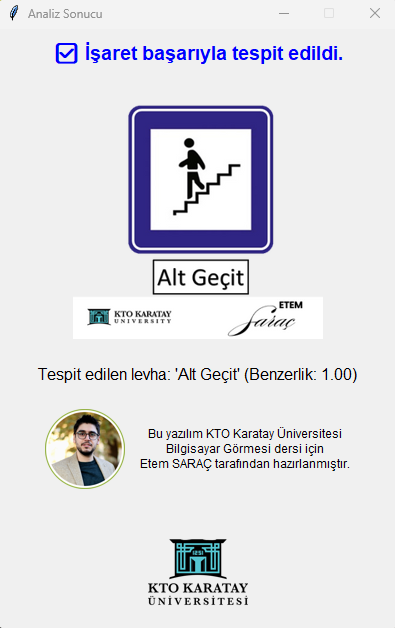 Analiz Sonucu
İşaret başarıyla tespit edildi.
Alt Geçit
KTO KARATAY
UNIVERSITY
ETEM
Saraç
Tespit edilen levha: 'Alt Geçit' (Benzerlik: 1.00)
Bu yazılım KTO Karatay Üniversitesi
Bilgisayar Görmesi dersi için
Etem SARAÇ tarafından hazırlanmıştır.
1251
KTO KARATAY
ÜNİVERSİTESİ